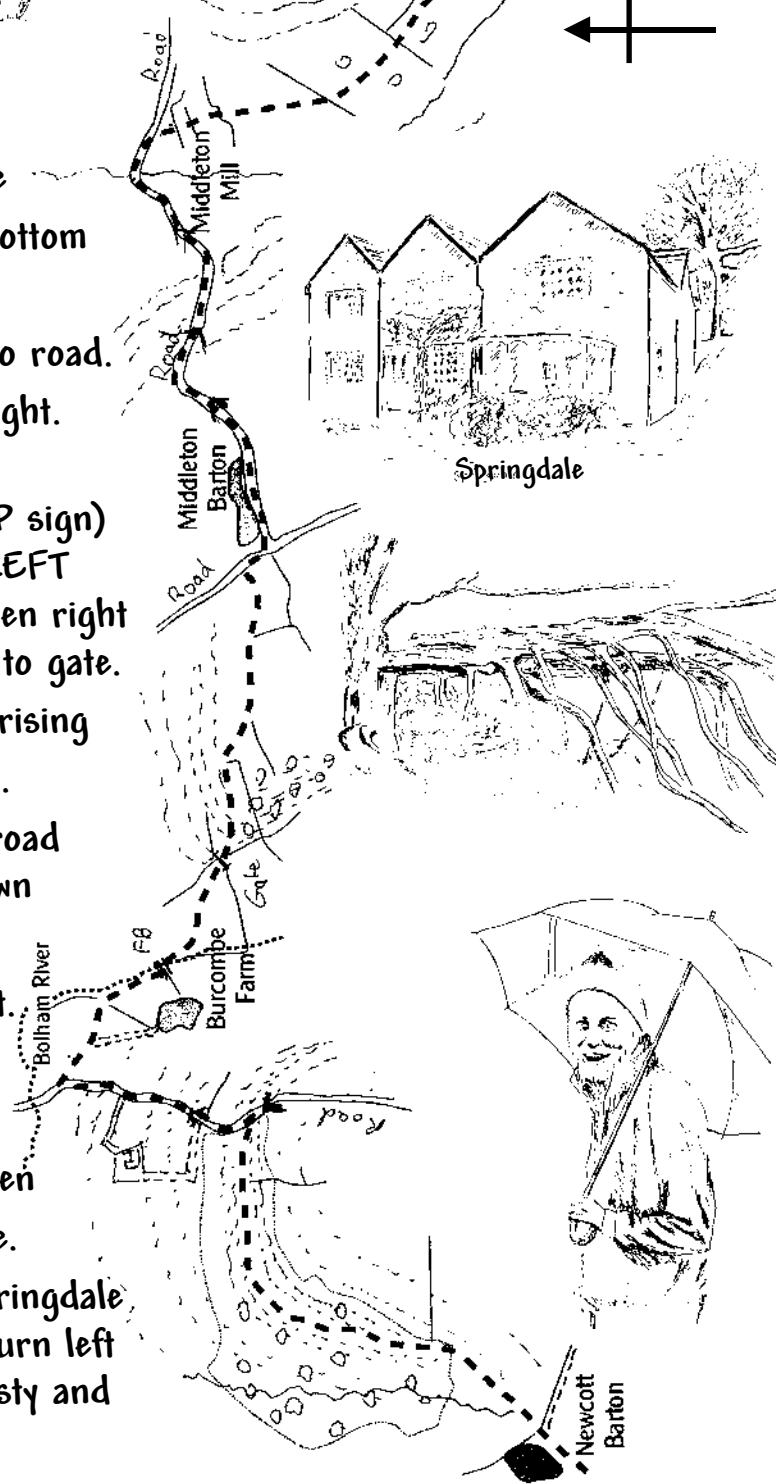 e
ottom
o road.
ght.
P sign)
LEFT
en right
to gate.
rising
.
road
wn
t.
en
e.
ringdale
urn left
sty and
Road
Middleton
Mill
Road
Middleton
Barton
Road
Gate
FB
Burcombe
Farm
Bolham River
Road
Newcott
Barton
Springdale